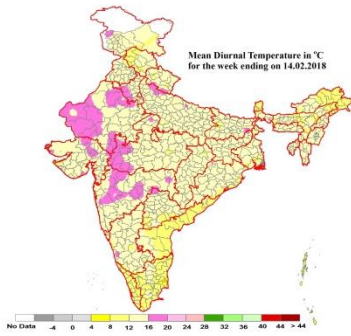 Mean Diurnal Temperature in °C
for the week ending on 14.02.2018
No Data -4 0 4 8 12 16 20 24 28 32 36 40 44 > 44